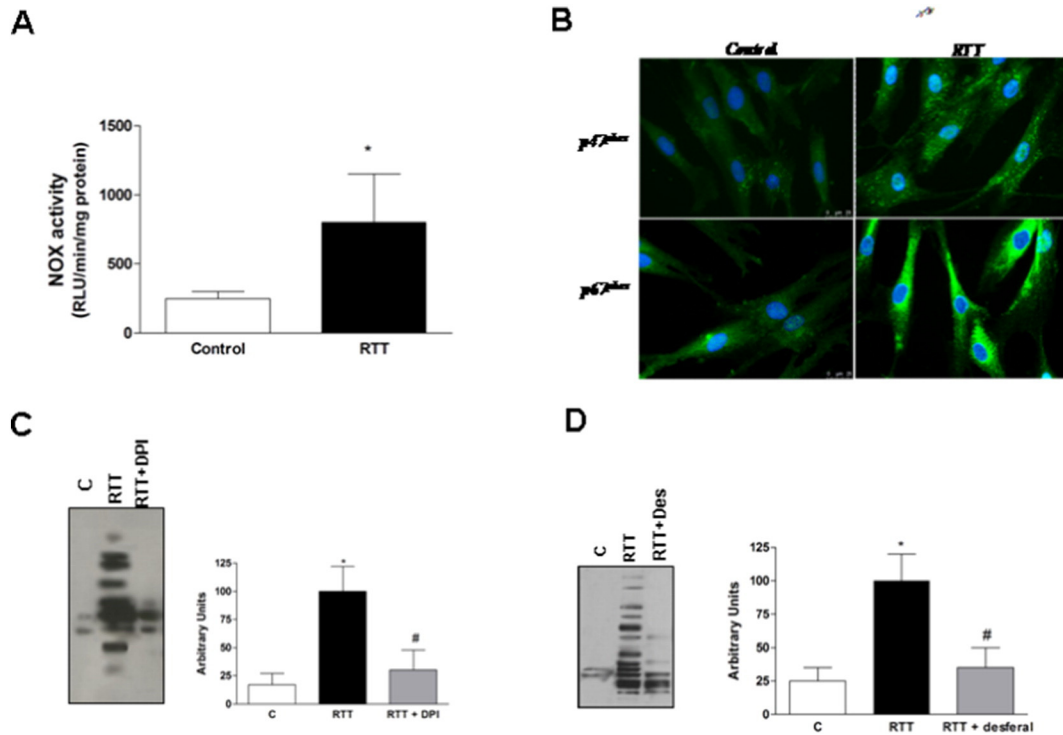 A
NOX activity
(RLU/min/mg protein)
1500
1000
500
0
*
Control
RTT
B
Control
RTT
p47phox
p67phox
C
C
RTT
RTT+DPI
Arbitrary Units
125
100
75
50
25
0
*
#
C
RTT
RTT + DPI
D
C
RTT
RTT+Des
Arbitrary Units
125
100
75
50
25
0
*
#
C
RTT
RTT + desferal